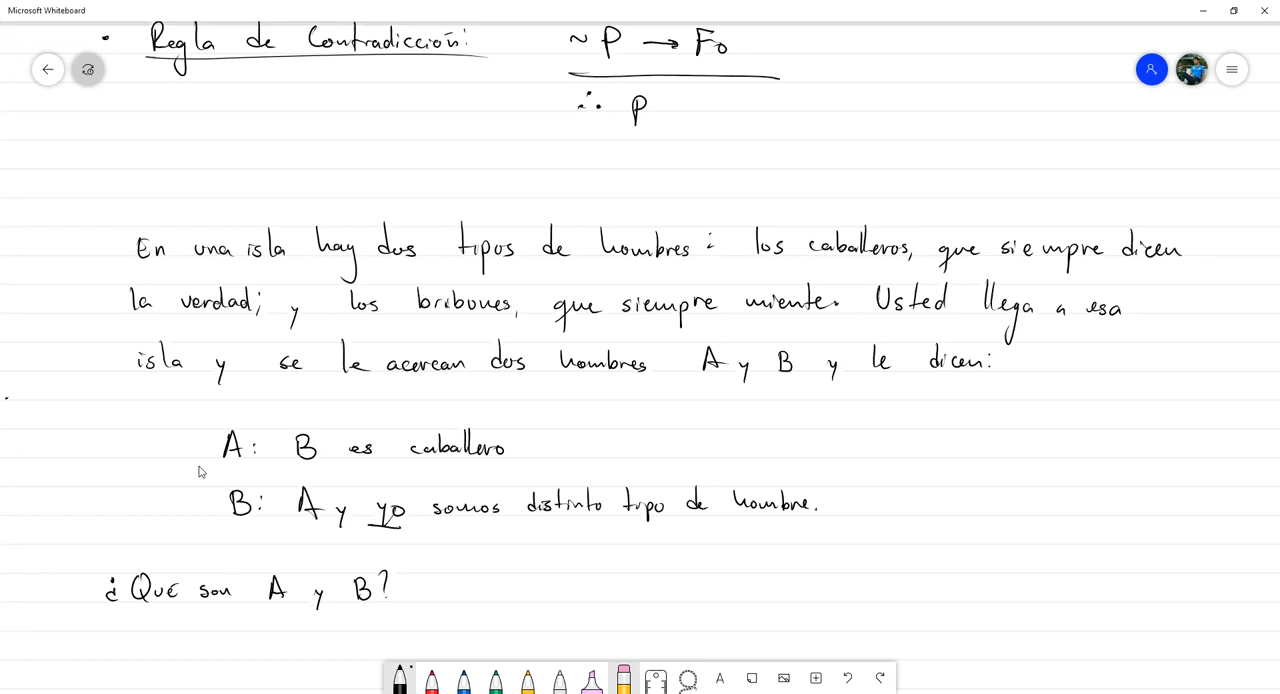 Microsoft Whiteboard
• Regla de Contradicción: ~P → Fo
∴ P
En una isla hay dos tipos de hombres: los caballeros, que siempre dicen
la verdad; y los bribones, que siempre miente. Usted llega a esa
isla y se le acercan dos hombres A y B y le dicen:
A: B es caballero
B: A y yo somos distinto tipo de hombre.
¿Qué son A y B?
A